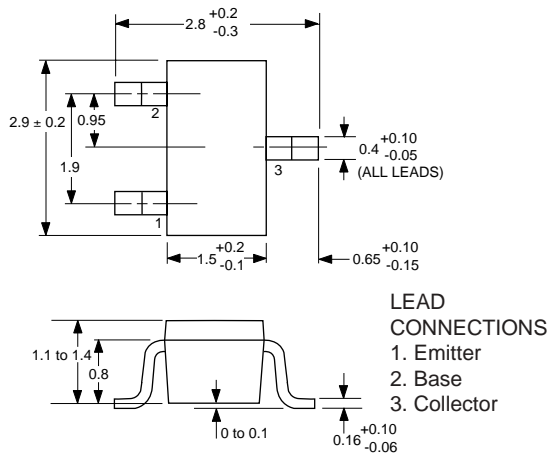 2.8 +0.2 -0.3
2
2.9 ± 0.2
0.95
1.9
3
0.4 +0.10 -0.05
(ALL LEADS)
1
1.5 +0.2 -0.1
0.65 +0.10 -0.15
LEAD
CONNECTIONS
1. Emitter
2. Base
3. Collector
1.1 to 1.4
0.8
0 to 0.1
0.16 +0.10 -0.06